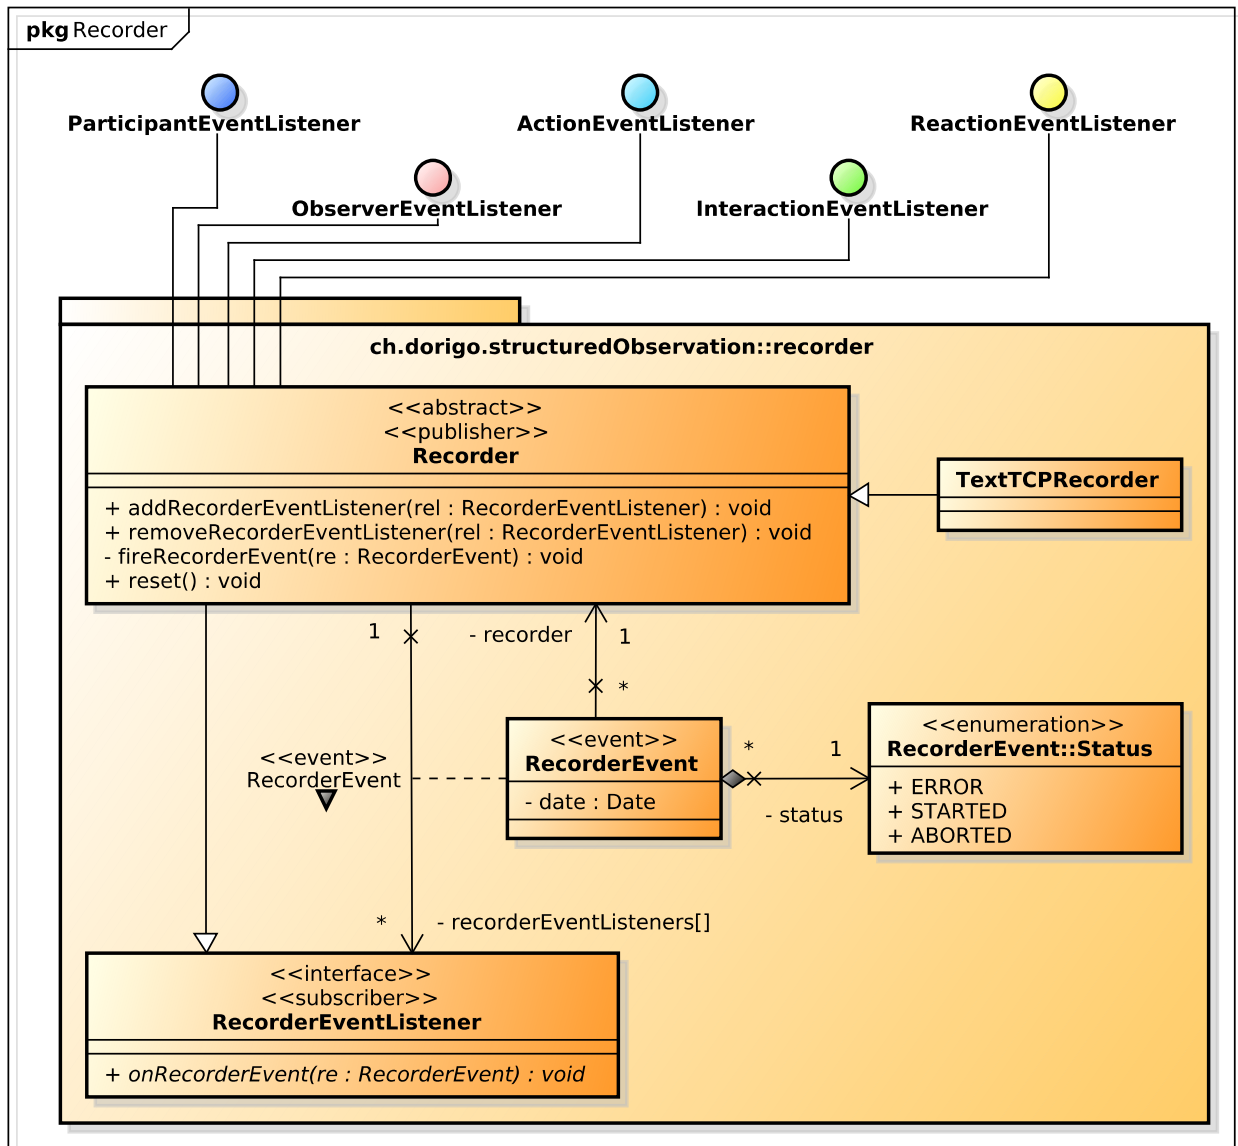 pkg Recorder
ParticipantEventListener
ActionEventListener
ReactionEventListener
ObserverEventListener
InteractionEventListener
ch.dorigo.structuredObservation::recorder
<<abstract>>
<<publisher>>
Recorder
+ addRecorderEventListener(rel : RecorderEventListener) : void
+ removeRecorderEventListener(rel : RecorderEventListener) : void
- fireRecorderEvent(re : RecorderEvent) : void
+ reset() : void
TextTCPRecorder
1
- recorder
1
*
<<event>>
RecorderEvent
<<event>>
RecorderEvent
- date : Date
*
1
- status
<<enumeration>>
RecorderEvent::Status
+ ERROR
+ STARTED
+ ABORTED
*
- recorderEventListeners[]
<<interface>>
<<subscriber>>
RecorderEventListener
+ onRecorderEvent(re : RecorderEvent) : void